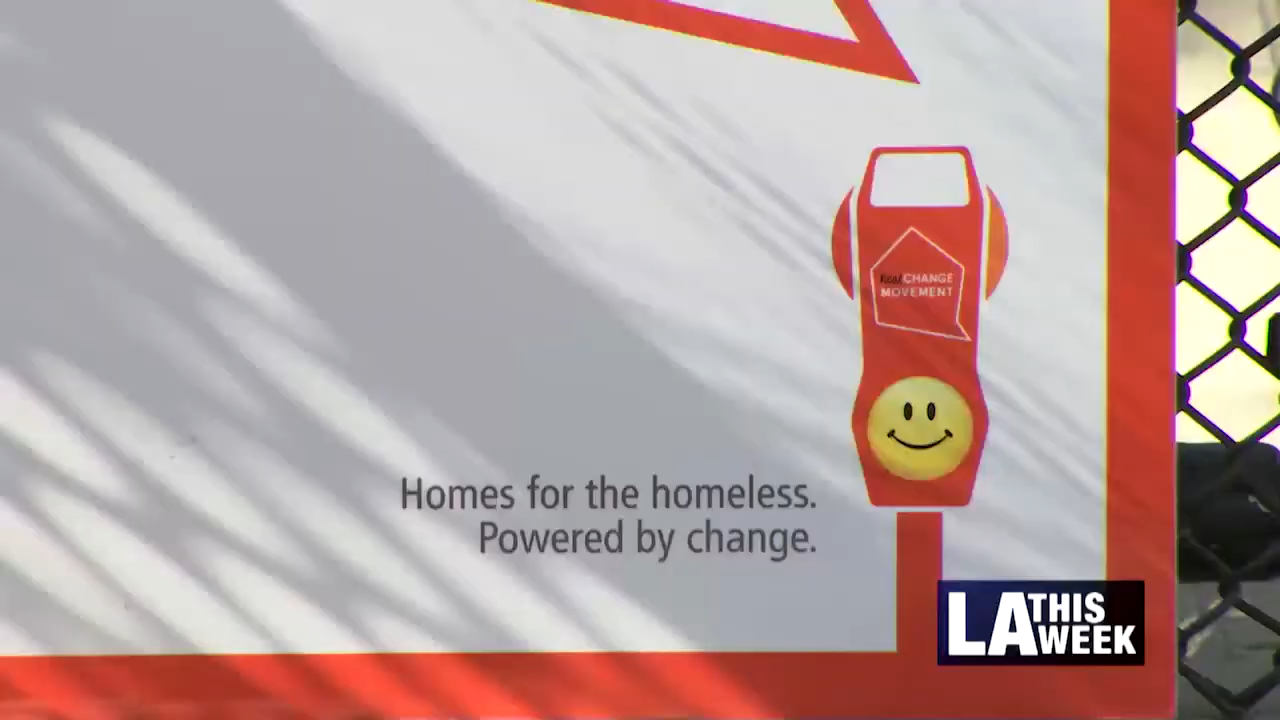 Real CHANGE
MOVEMENT
Homes for the homeless.
Powered by change.
LA THIS
WEEK